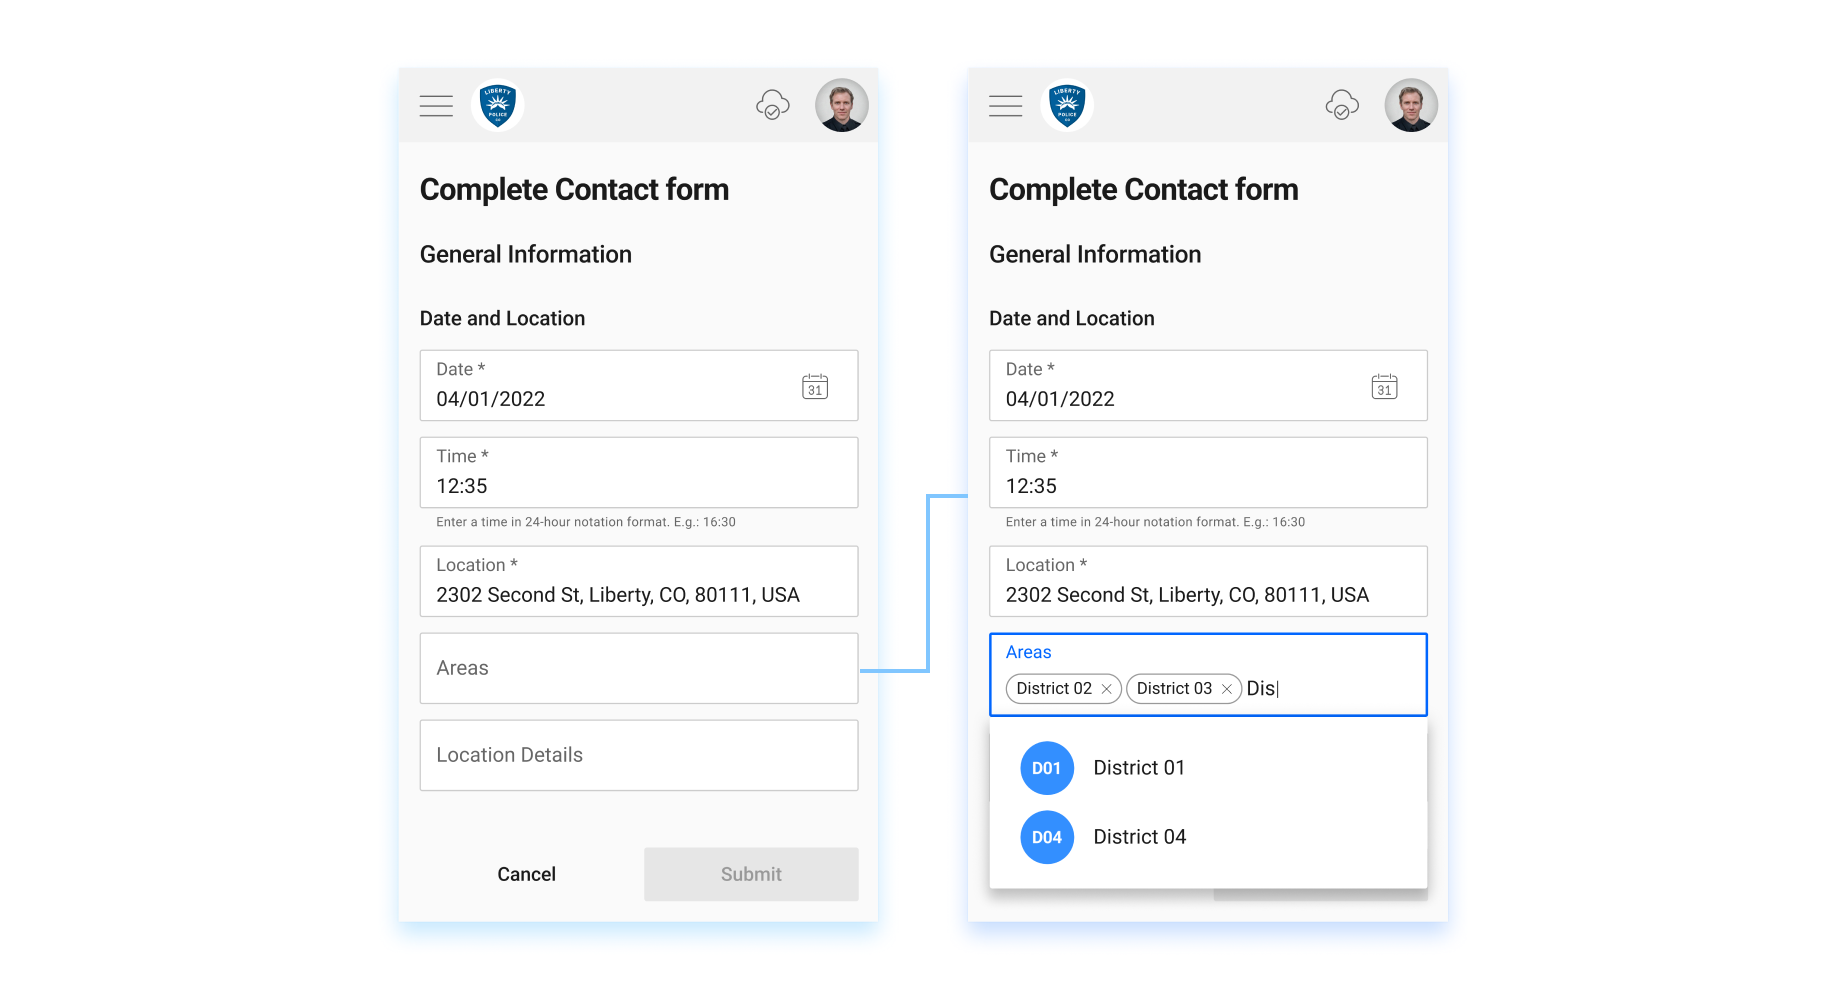 LIBERTY
POLICE
CO
Complete Contact form
General Information
Date and Location
Date *
04/01/2022
31
Time *
12:35
Enter a time in 24-hour notation format. E.g.: 16:30
Location *
2302 Second St, Liberty, CO, 80111, USA
Areas
Location Details
Cancel
Submit
LIBERTY
POLICE
CO
Complete Contact form
General Information
Date and Location
Date *
04/01/2022
31
Time *
12:35
Enter a time in 24-hour notation format. E.g.: 16:30
Location *
2302 Second St, Liberty, CO, 80111, USA
Areas
District 02 District 03 Dis
D01 District 01
D04 District 04